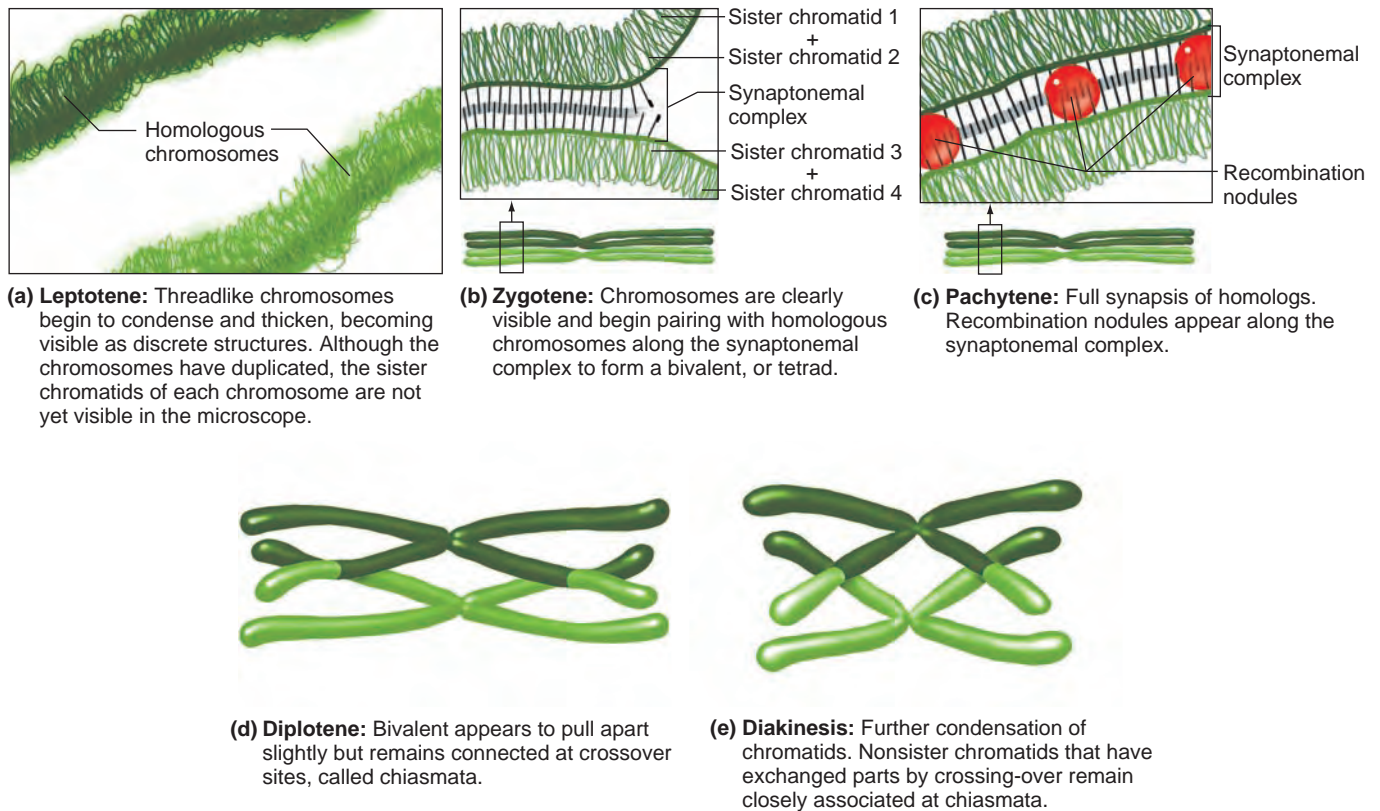 Homologous
chromosomes
(a) Leptotene: Threadlike chromosomes
begin to condense and thicken, becoming
visible as discrete structures. Although the
chromosomes have duplicated, the sister
chromatids of each chromosome are not
yet visible in the microscope.
Sister chromatid 1
+
Sister chromatid 2
Synaptonemal
complex
Sister chromatid 3
+
Sister chromatid 4
(b) Zygotene: Chromosomes are clearly
visible and begin pairing with homologous
chromosomes along the synaptonemal
complex to form a bivalent, or tetrad.
Synaptonemal
complex
Recombination
nodules
(c) Pachytene: Full synapsis of homologs.
Recombination nodules appear along the
synaptonemal complex.
(d) Diplotene: Bivalent appears to pull apart
slightly but remains connected at crossover
sites, called chiasmata.
(e) Diakinesis: Further condensation of
chromatids. Nonsister chromatids that have
exchanged parts by crossing-over remain
closely associated at chiasmata.